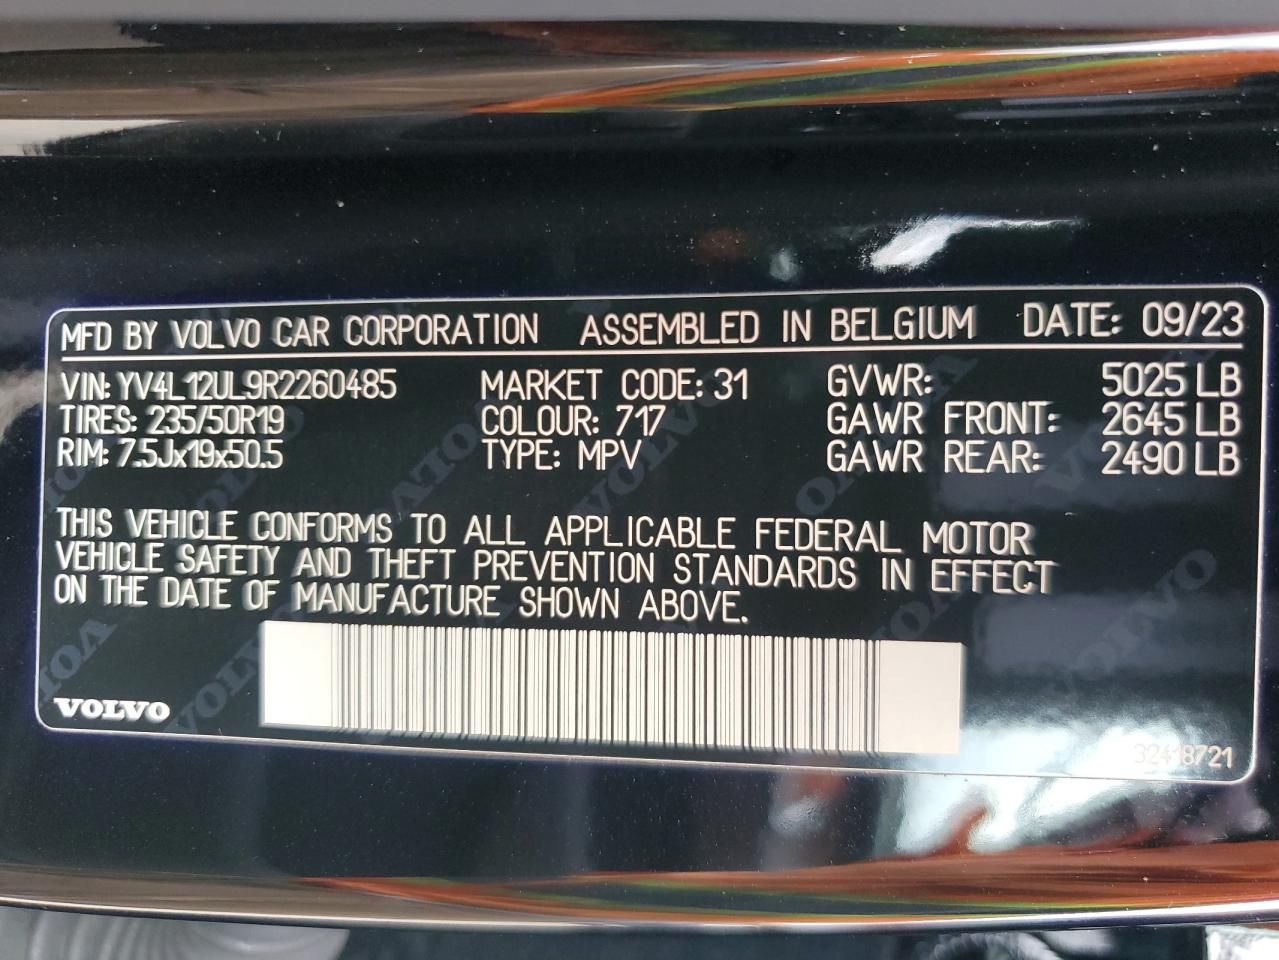 MFD BY VOLVO CAR CORPORATION ASSEMBLED IN BELGIUM DATE: 09/23
VIN: YV4L12UL9R2260485 MARKET CODE: 31 GVWR: 5025 LB
TIRES: 235/50R19 COLOUR: 717 GAWR FRONT: 2645 LB
RIM: 7.5Jx19x50.5 TYPE: MPV GAWR REAR: 2490 LB
THIS VEHICLE CONFORMS TO ALL APPLICABLE FEDERAL MOTOR
VEHICLE SAFETY AND THEFT PREVENTION STANDARDS IN EFFECT
ON THE DATE OF MANUFACTURE SHOWN ABOVE.
VOLVO
32418721